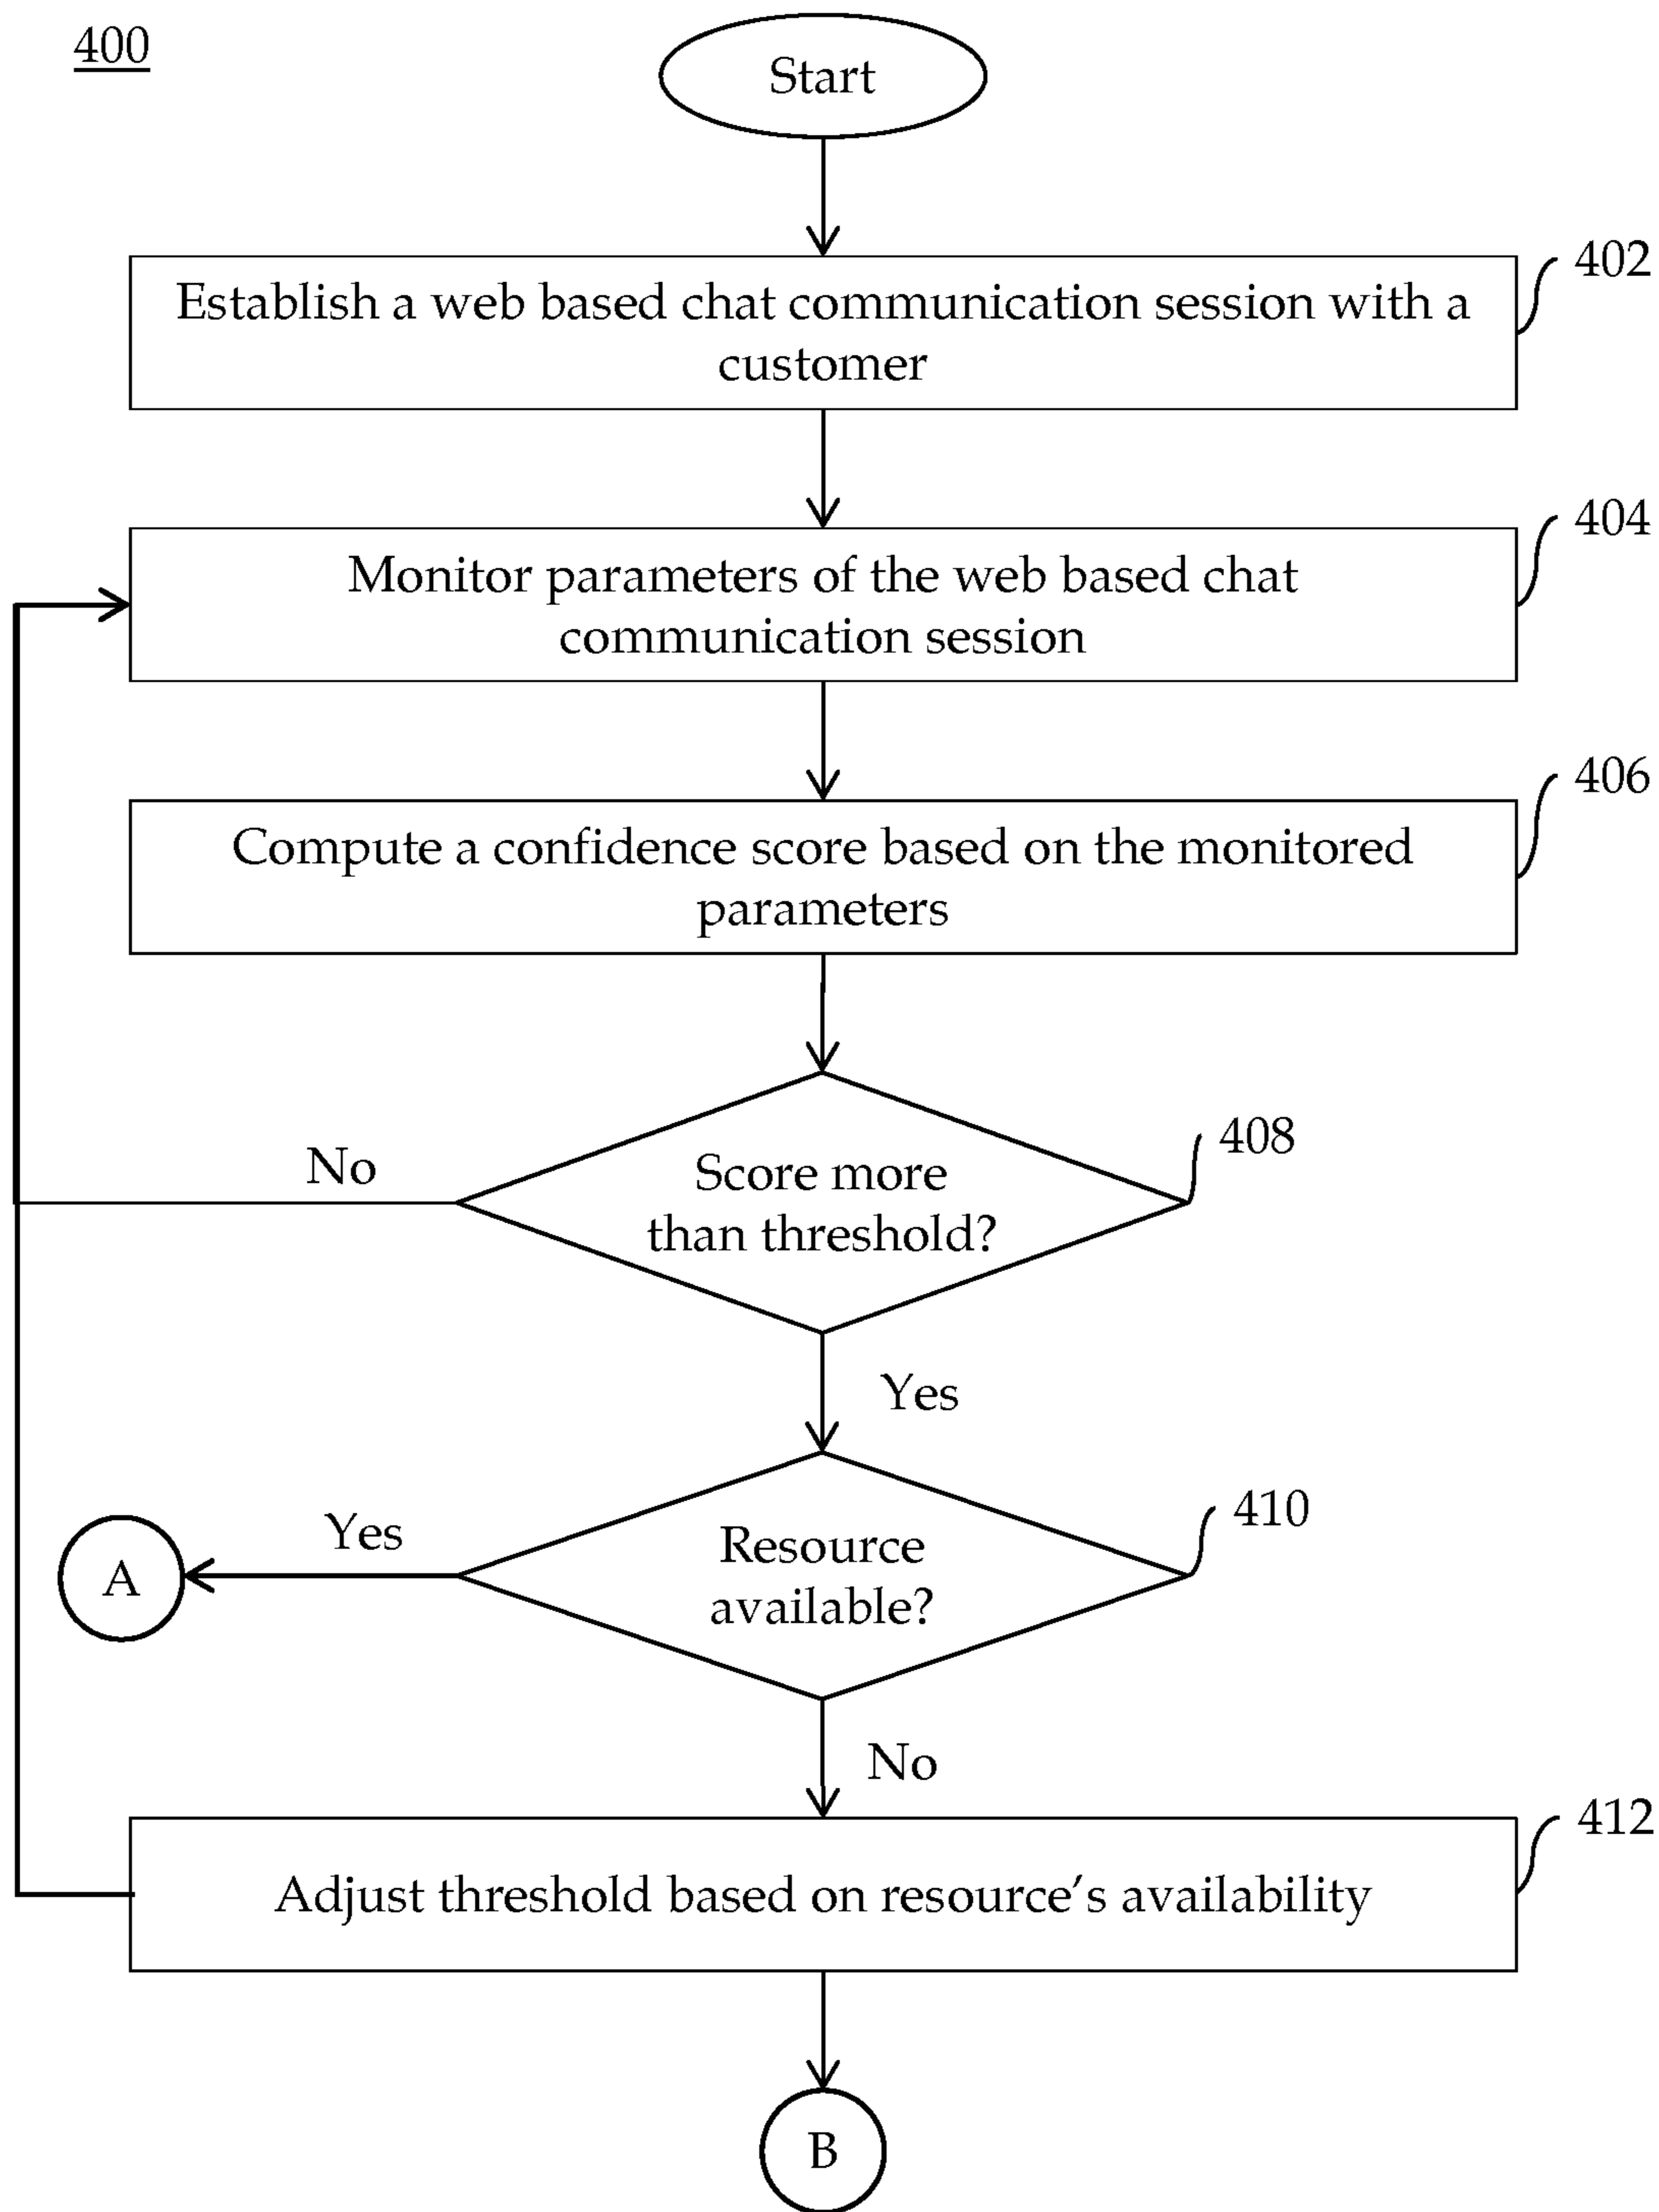 400
Start
402
Establish a web based chat communication session with a
customer
404
Monitor parameters of the web based chat
communication session
406
Compute a confidence score based on the monitored
parameters
408
No
Score more
than threshold?
Yes
410
Yes
Resource
available?
A
No
412
Adjust threshold based on resource’s availability
B